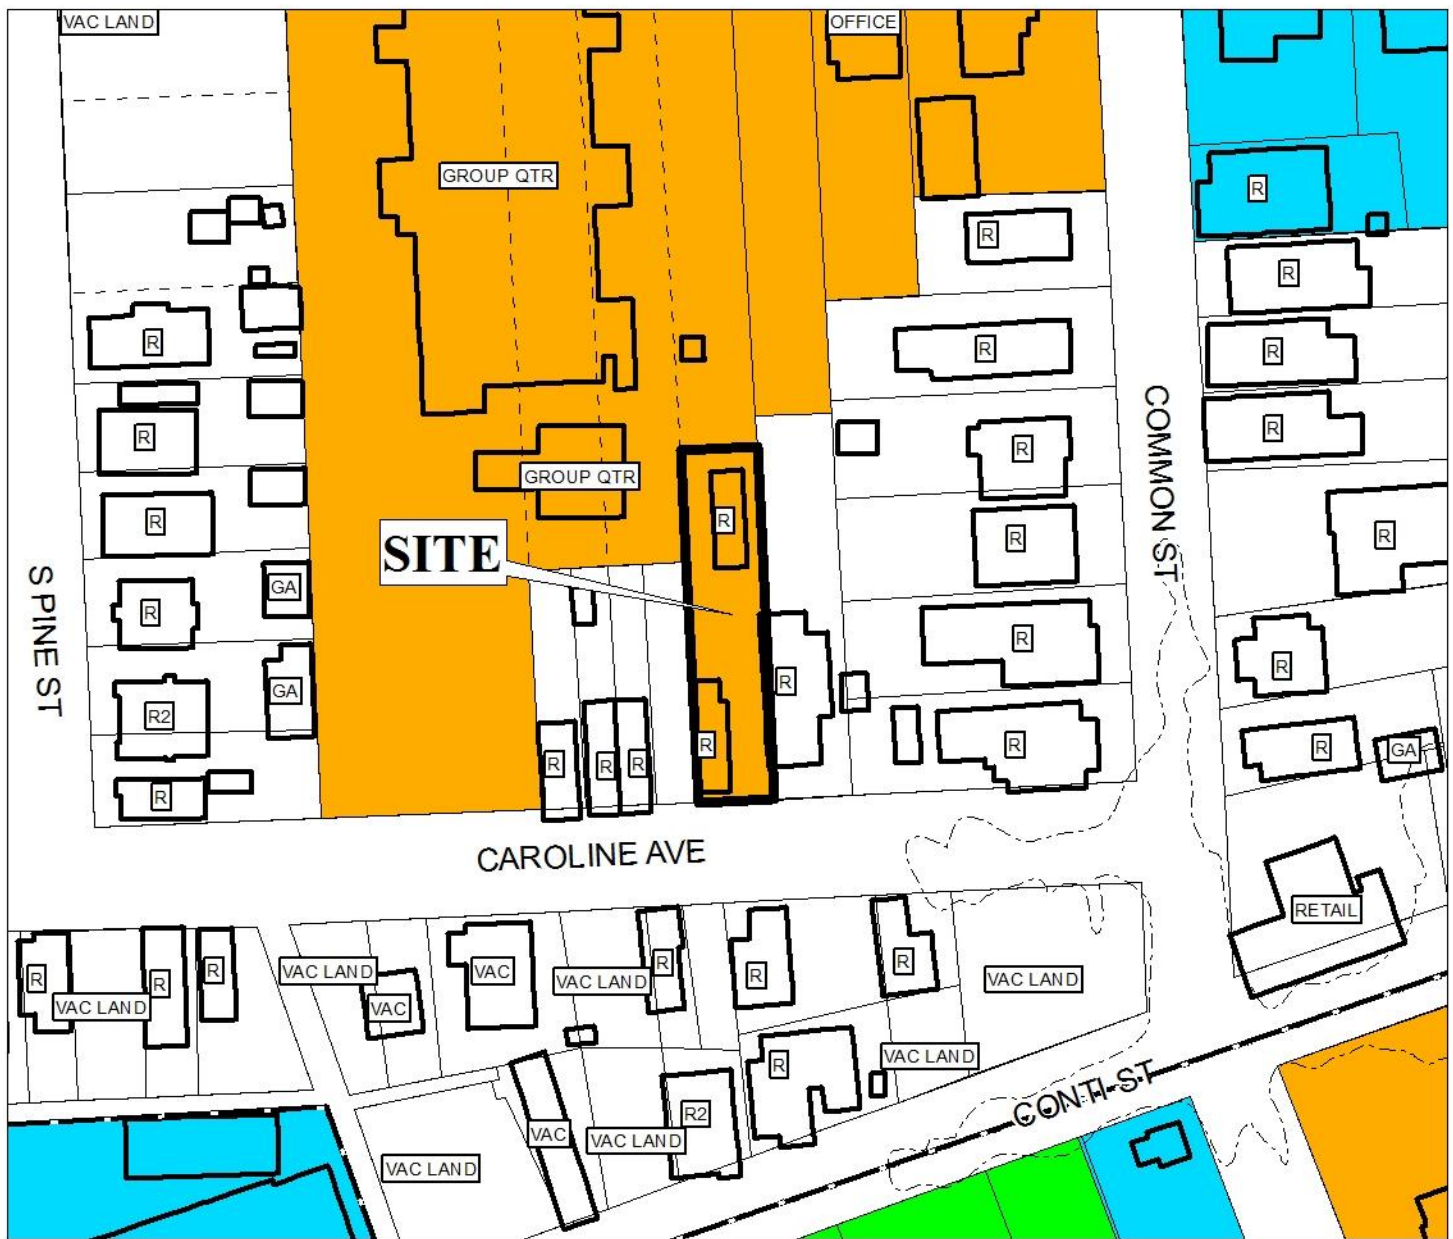 VAC LAND
OFFICE
GROUP QTR
R
R
R
R
R
R
R
R
R
R
GROUP QTR
SITE
COMMON ST
R
R
R
R
S PINE ST
GA
R
R
R
R
GA
R2
R
R
R
R
R
R
R
GA
R
CAROLINE AVE
RETAIL
R
R
R
VAC LAND
VAC LAND
VAC
VAC
VAC LAND
R
R
R
VAC LAND
R
VAC LAND
CONTI ST
R2
VAC
VAC LAND
VAC LAND